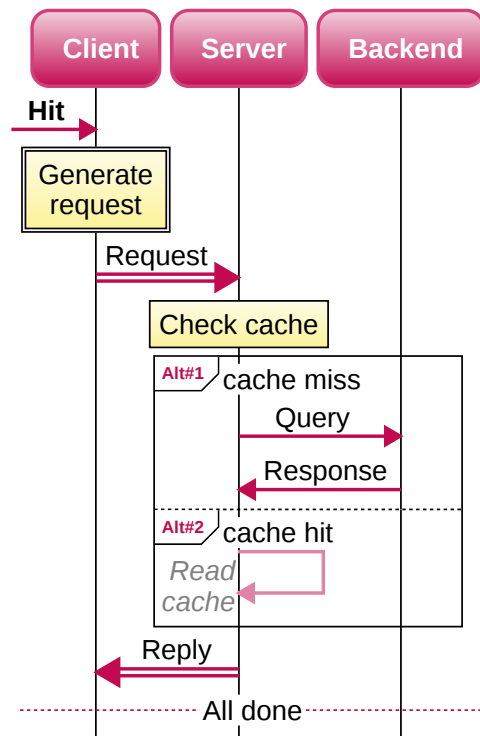 Client Server Backend
Hit
Generate
request
Request
Check cache
Alt#1 cache miss
Query
Response
Alt#2 cache hit
Read
cache
Reply
All done